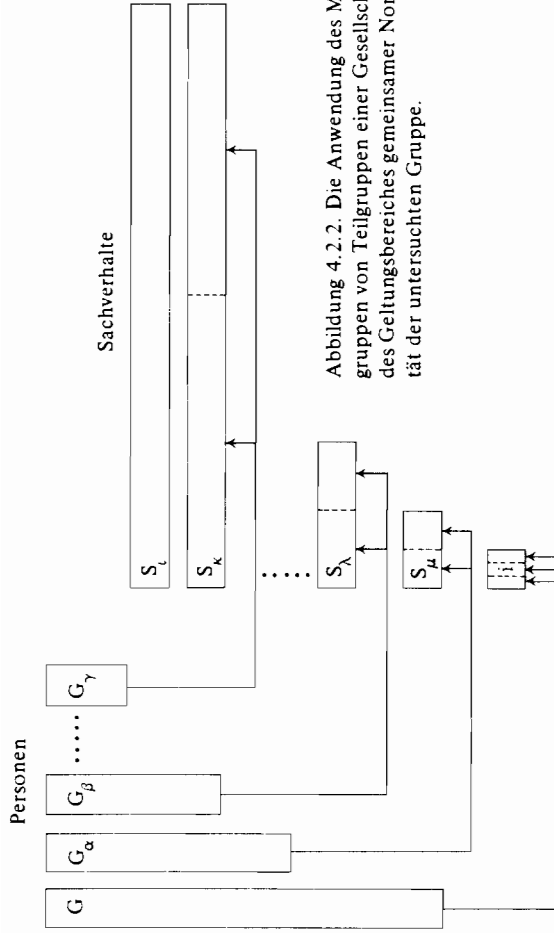 Personen
G G_α G_β ..... G_γ
Sachverhalte
S_ι
S_κ
.....
S_λ
S_μ
i
Abbildung 4.2.2. Die Anwendung des M
gruppen von Teilgruppen einer Gesellsch
des Geltungsbereiches gemeinsamer Nor
tät der untersuchten Gruppe.